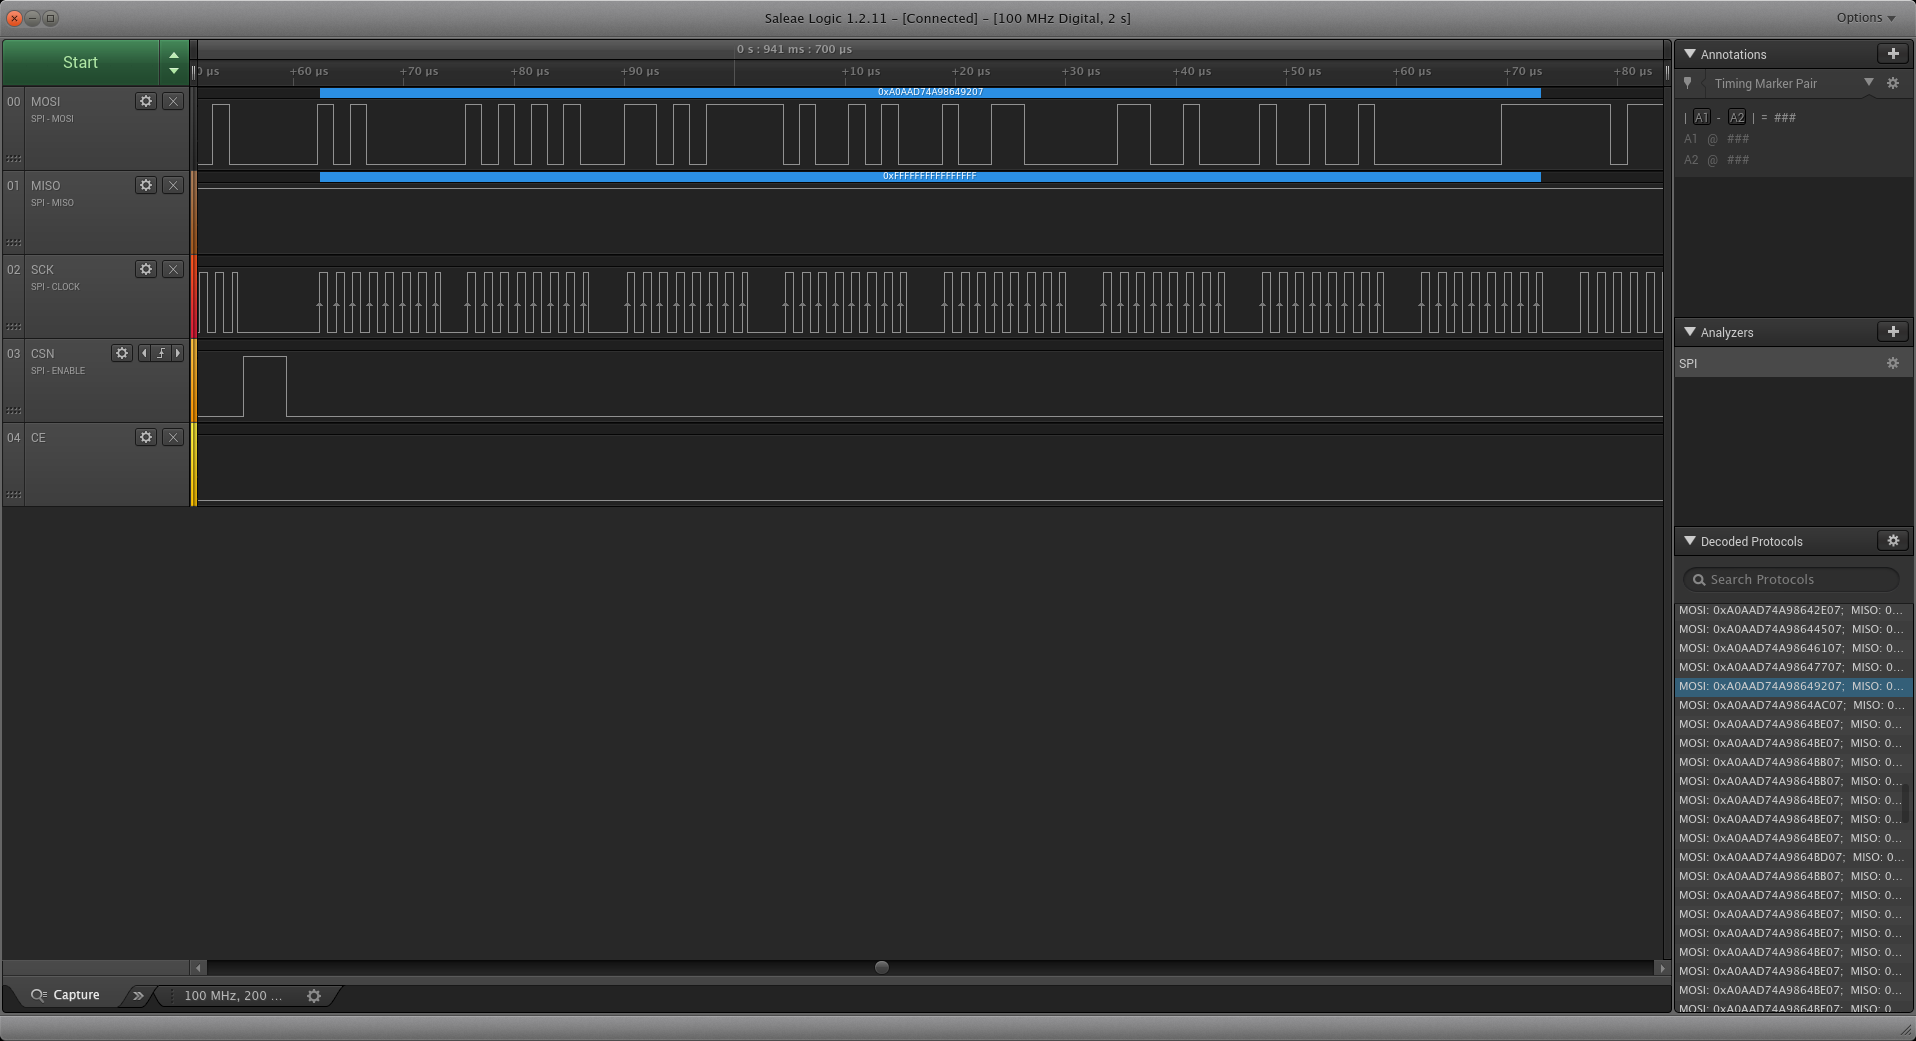 Saleae Logic 1.2.11 – [Connected] – [100 MHz Digital, 2 s]
Options
Start
0 s : 941 ms : 700 µs
0 µs +60 µs +70 µs +80 µs +90 µs +10 µs +20 µs +30 µs +40 µs +50 µs +60 µs +70 µs +80 µs
00 MOSI
SPI - MOSI
0xA0AAD74A98649207
01 MISO
SPI - MISO
0xFFFFFFFFFFFFFFFF
02 SCK
SPI - CLOCK
03 CSN
SPI - ENABLE
04 CE
Capture
100 MHz, 200 ...
Annotations
Timing Marker Pair
| A1 - A2 | = ###
A1 @ ###
A2 @ ###
Analyzers
SPI
Decoded Protocols
Search Protocols
MOSI: 0xA0AAD74A98642E07; MISO: 0...
MOSI: 0xA0AAD74A98644507; MISO: 0...
MOSI: 0xA0AAD74A98646107; MISO: 0...
MOSI: 0xA0AAD74A98647707; MISO: 0...
MOSI: 0xA0AAD74A98649207; MISO: 0...
MOSI: 0xA0AAD74A9864AC07; MISO: 0...
MOSI: 0xA0AAD74A9864BE07; MISO: 0...
MOSI: 0xA0AAD74A9864BE07; MISO: 0...
MOSI: 0xA0AAD74A9864BB07; MISO: 0...
MOSI: 0xA0AAD74A9864BB07; MISO: 0...
MOSI: 0xA0AAD74A9864BE07; MISO: 0...
MOSI: 0xA0AAD74A9864BE07; MISO: 0...
MOSI: 0xA0AAD74A9864BE07; MISO: 0...
MOSI: 0xA0AAD74A9864BD07; MISO: 0...
MOSI: 0xA0AAD74A9864BB07; MISO: 0...
MOSI: 0xA0AAD74A9864BE07; MISO: 0...
MOSI: 0xA0AAD74A9864BE07; MISO: 0...
MOSI: 0xA0AAD74A9864BE07; MISO: 0...
MOSI: 0xA0AAD74A9864BE07; MISO: 0...
MOSI: 0xA0AAD74A9864BE07; MISO: 0...
MOSI: 0xA0AAD74A9864BE07; MISO: 0...
MOSI: 0xA0AAD74A9864BE07; MISO: 0...